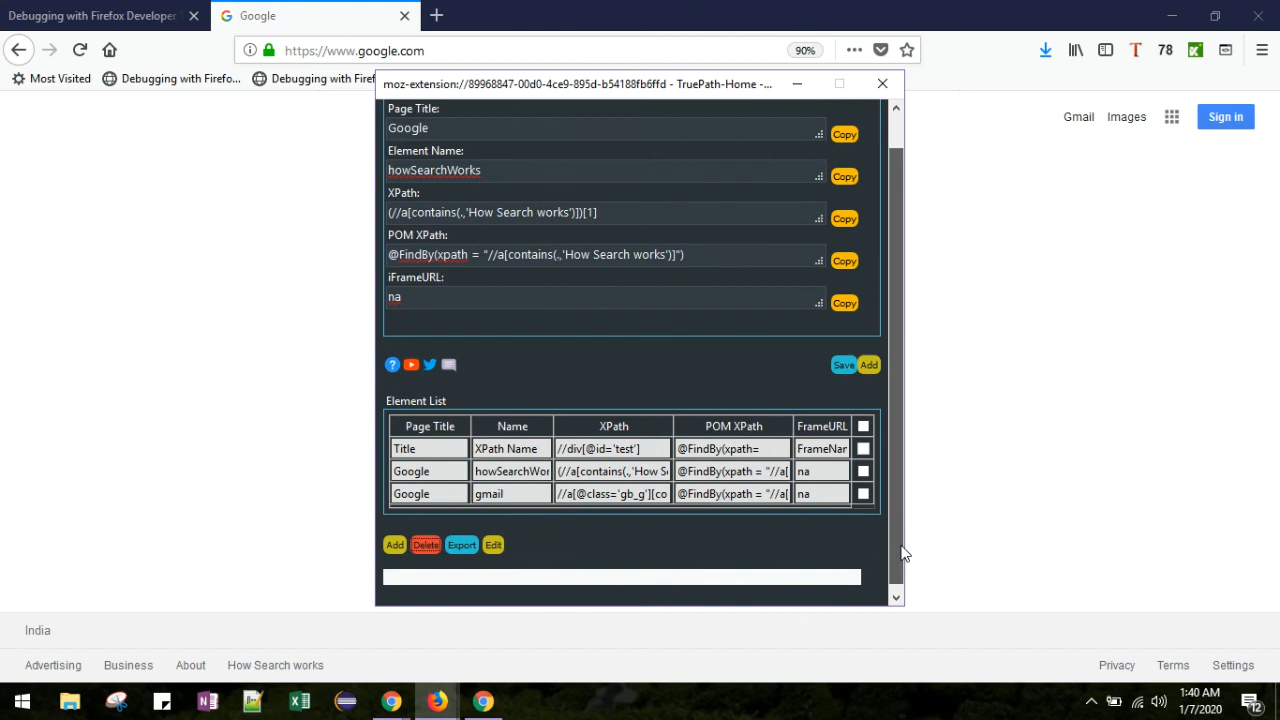 Debugging with Firefox Developer T
Google
https://www.google.com
90%
78
Most Visited
Debugging with Firefo...
Debugging with Firef
moz-extension://89968847-00d0-4ce9-895d-b54188fb6ffd - TruePath-Home -...
Gmail
Images
Sign in
Page Title:
Google
Copy
Element Name:
howSearchWorks
Copy
XPath:
(//a[contains(.,'How Search works')])[1]
Copy
POM XPath:
@FindBy(xpath = "//a[contains(.,'How Search works')]")
Copy
iFrameURL:
na
Copy
Save
Add
Element List
Page Title Name XPath POM XPath FrameURL
Title XPath Name //div[@id='test'] @FindBy(xpath= FrameNar
Google howSearchWor (//a[contains(.,'How S @FindBy(xpath = "//a[ na
Google gmail //a[@class='gb_g'][co @FindBy(xpath = "//a[ na
Add Delete Export Edit
India
Advertising Business About How Search works
Privacy Terms Settings
1:40 AM
1/7/2020
12